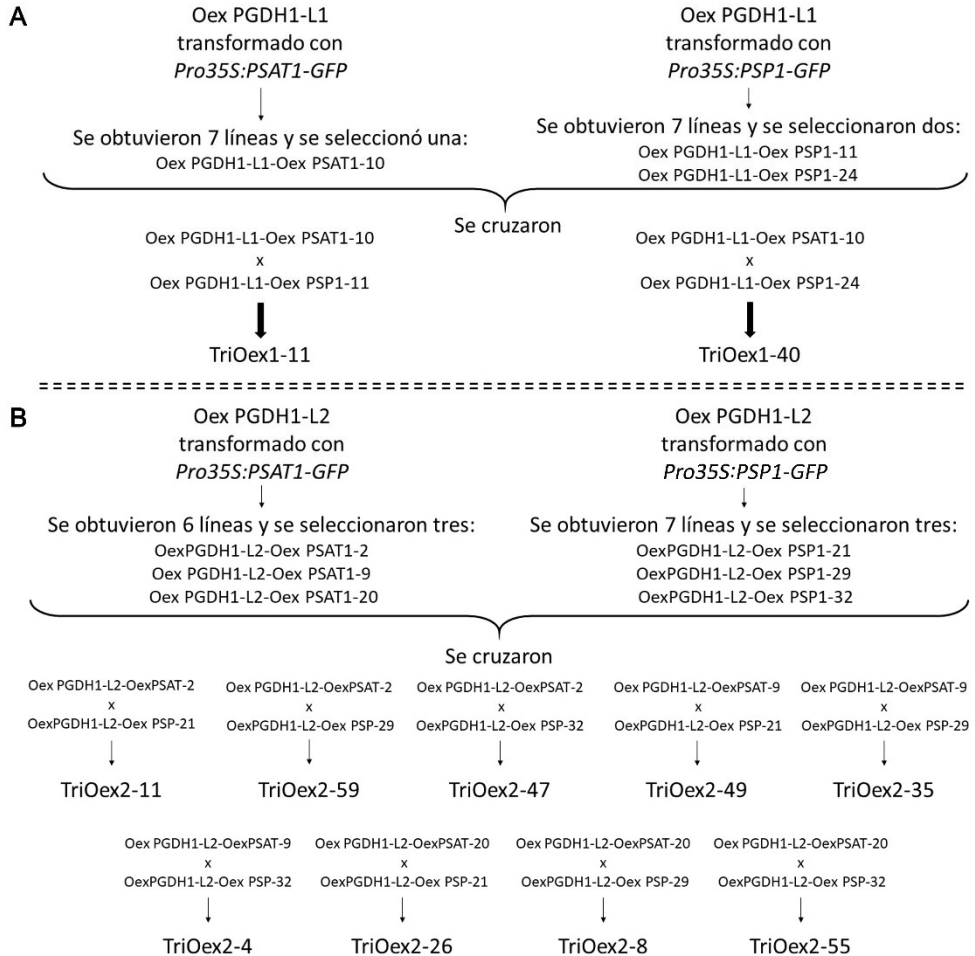 A
Oex PGDH1-L1
transformado con
Pro35S:PSAT1-GFP
Se obtuvieron 7 líneas y se seleccionó una:
Oex PGDH1-L1-Oex PSAT1-10
Oex PGDH1-L1
transformado con
Pro35S:PSP1-GFP
Se obtuvieron 7 líneas y se seleccionaron dos:
Oex PGDH1-L1-Oex PSP1-11
Oex PGDH1-L1-Oex PSP1-24
Se cruzaron
Oex PGDH1-L1-Oex PSAT1-10
x
Oex PGDH1-L1-Oex PSP1-11
TriOex1-11
Oex PGDH1-L1-Oex PSAT1-10
x
Oex PGDH1-L1-Oex PSP1-24
TriOex1-40
B
Oex PGDH1-L2
transformado con
Pro35S:PSAT1-GFP
Se obtuvieron 6 líneas y se seleccionaron tres:
OexPGDH1-L2-Oex PSAT1-2
Oex PGDH1-L2-Oex PSAT1-9
Oex PGDH1-L2-Oex PSAT1-20
Oex PGDH1-L2
transformado con
Pro35S:PSP1-GFP
Se obtuvieron 7 líneas y se seleccionaron tres:
OexPGDH1-L2-Oex PSP1-21
OexPGDH1-L2-Oex PSP1-29
OexPGDH1-L2-Oex PSP1-32
Se cruzaron
Oex PGDH1-L2-OexPSAT-2
x
OexPGDH1-L2-Oex PSP-21
TriOex2-11
Oex PGDH1-L2-OexPSAT-2
x
OexPGDH1-L2-Oex PSP-29
TriOex2-59
Oex PGDH1-L2-OexPSAT-2
x
OexPGDH1-L2-Oex PSP-32
TriOex2-47
Oex PGDH1-L2-OexPSAT-9
x
OexPGDH1-L2-Oex PSP-21
TriOex2-49
Oex PGDH1-L2-OexPSAT-9
x
OexPGDH1-L2-Oex PSP-29
TriOex2-35
Oex PGDH1-L2-OexPSAT-9
x
OexPGDH1-L2-Oex PSP-32
TriOex2-4
Oex PGDH1-L2-OexPSAT-20
x
OexPGDH1-L2-Oex PSP-21
TriOex2-26
Oex PGDH1-L2-OexPSAT-20
x
OexPGDH1-L2-Oex PSP-29
TriOex2-8
Oex PGDH1-L2-OexPSAT-20
x
OexPGDH1-L2-Oex PSP-32
TriOex2-55